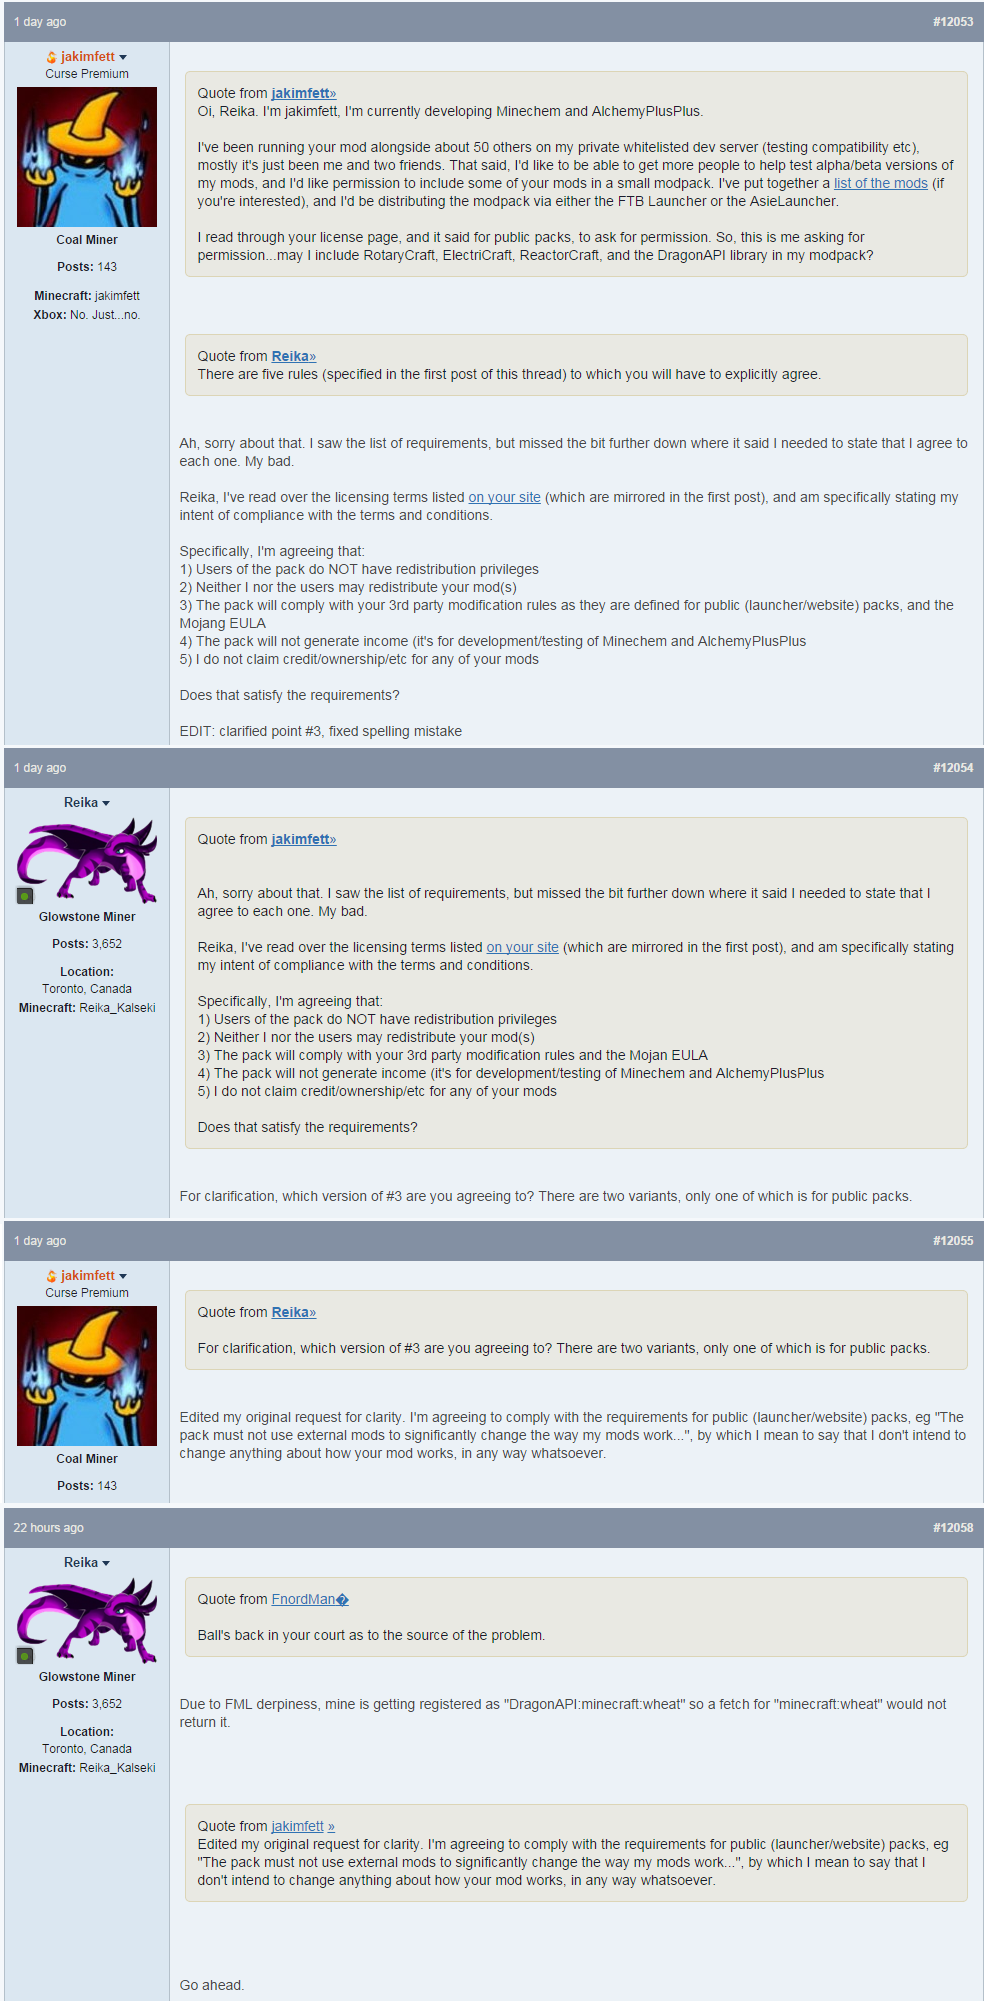 1 day ago #12053
jakimfett
Curse Premium
Coal Miner
Posts: 143
Minecraft: jakimfett
Xbox: No. Just...no.
Quote from jakimfett»
Oi, Reika. I'm jakimfett, I'm currently developing Minechem and AlchemyPlusPlus.
I've been running your mod alongside about 50 others on my private whitelisted dev server (testing compatibility etc),
mostly it's just been me and two friends. That said, I'd like to be able to get more people to help test alpha/beta versions of
my mods, and I'd like permission to include some of your mods in a small modpack. I've put together a list of the mods (if
you're interested), and I'd be distributing the modpack via either the FTB Launcher or the AsieLauncher.
I read through your license page, and it said for public packs, to ask for permission. So, this is me asking for
permission...may I include RotaryCraft, ElectriCraft, ReactorCraft, and the DragonAPI library in my modpack?
Quote from Reika»
There are five rules (specified in the first post of this thread) to which you will have to explicitly agree.
Ah, sorry about that. I saw the list of requirements, but missed the bit further down where it said I needed to state that I agree to
each one. My bad.
Reika, I've read over the licensing terms listed on your site (which are mirrored in the first post), and am specifically stating my
intent of compliance with the terms and conditions.
Specifically, I'm agreeing that:
1) Users of the pack do NOT have redistribution privileges
2) Neither I nor the users may redistribute your mod(s)
3) The pack will comply with your 3rd party modification rules as they are defined for public (launcher/website) packs, and the
Mojang EULA
4) The pack will not generate income (it's for development/testing of Minechem and AlchemyPlusPlus
5) I do not claim credit/ownership/etc for any of your mods
Does that satisfy the requirements?
EDIT: clarified point #3, fixed spelling mistake
1 day ago #12054
Reika
Glowstone Miner
Posts: 3,652
Location:
Toronto, Canada
Minecraft: Reika_Kalseki
Quote from jakimfett»
Ah, sorry about that. I saw the list of requirements, but missed the bit further down where it said I needed to state that I
agree to each one. My bad.
Reika, I've read over the licensing terms listed on your site (which are mirrored in the first post), and am specifically stating
my intent of compliance with the terms and conditions.
Specifically, I'm agreeing that:
1) Users of the pack do NOT have redistribution privileges
2) Neither I nor the users may redistribute your mod(s)
3) The pack will comply with your 3rd party modification rules and the Mojan EULA
4) The pack will not generate income (it's for development/testing of Minechem and AlchemyPlusPlus
5) I do not claim credit/ownership/etc for any of your mods
Does that satisfy the requirements?
For clarification, which version of #3 are you agreeing to? There are two variants, only one of which is for public packs.
1 day ago #12055
jakimfett
Curse Premium
Coal Miner
Posts: 143
Quote from Reika»
For clarification, which version of #3 are you agreeing to? There are two variants, only one of which is for public packs.
Edited my original request for clarity. I'm agreeing to comply with the requirements for public (launcher/website) packs, eg "The
pack must not use external mods to significantly change the way my mods work...", by which I mean to say that I don't intend to
change anything about how your mod works, in any way whatsoever.
22 hours ago #12058
Reika
Glowstone Miner
Posts: 3,652
Location:
Toronto, Canada
Minecraft: Reika_Kalseki
Quote from FnordMan�
Ball's back in your court as to the source of the problem.
Due to FML derpiness, mine is getting registered as "DragonAPI:minecraft:wheat" so a fetch for "minecraft:wheat" would not
return it.
Quote from jakimfett »
Edited my original request for clarity. I'm agreeing to comply with the requirements for public (launcher/website) packs, eg
"The pack must not use external mods to significantly change the way my mods work...", by which I mean to say that I
don't intend to change anything about how your mod works, in any way whatsoever.
Go ahead.